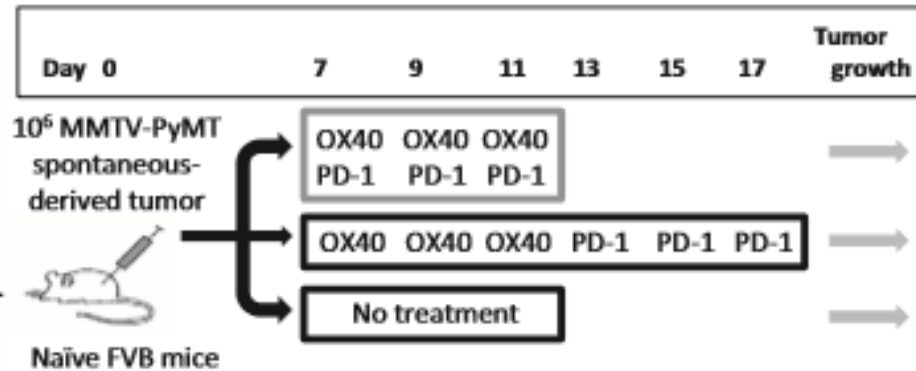 Tumor
Day 0 7 9 11 13 15 17 growth
10⁶ MMTV-PyMT
spontaneous-
derived tumor
Naïve FVB mice
OX40 OX40 OX40
PD-1 PD-1 PD-1
OX40 OX40 OX40 PD-1 PD-1 PD-1
No treatment